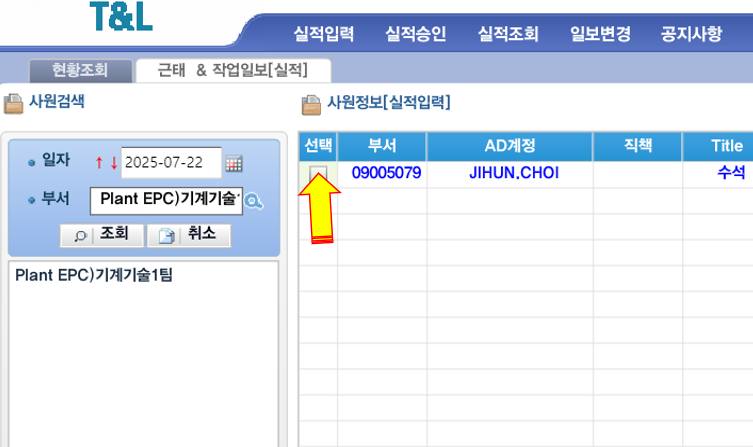 T&L
실적입력 실적승인 실적조회 일보변경 공지사항
현황조회 근태 & 작업일보[실적]
사원검색
일자 ↑ ↓ 2025-07-22
부서 Plant EPC)기계기술
조회 취소
Plant EPC)기계기술1팀
사원정보[실적입력]
선택 부서 AD계정 직책 Title
09005079 JIHUN.CHOI 수석